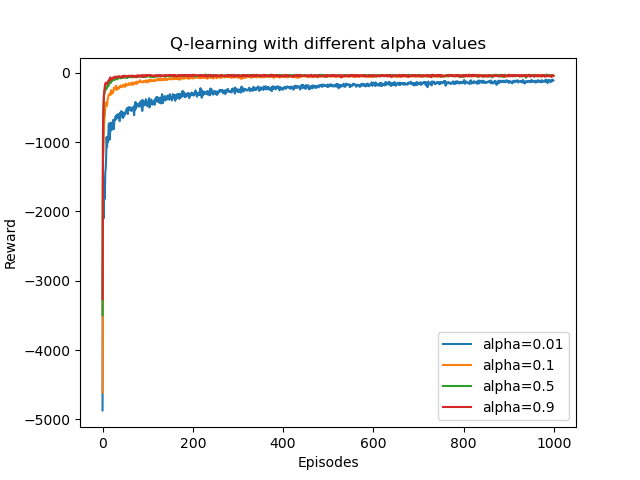 Q-learning with different alpha values
0
−1000
−2000
−3000
−4000
−5000
Reward
0
200
400
600
800
1000
Episodes
alpha=0.01
alpha=0.1
alpha=0.5
alpha=0.9